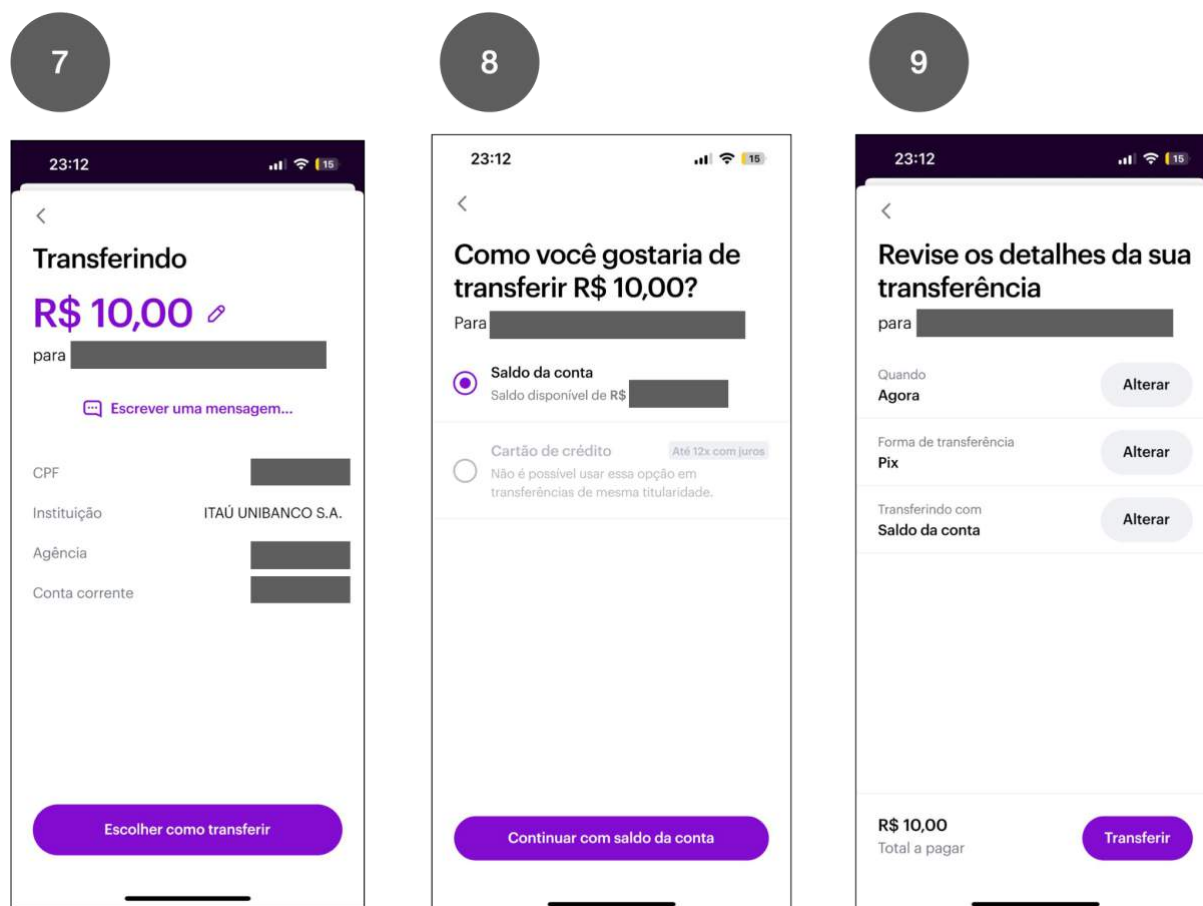 7
23:12
15
Transferindo
R$ 10,00
para
Escrever uma mensagem...
CPF
Instituição ITAÚ UNIBANCO S.A.
Agência
Conta corrente
Escolher como transferir
8
23:12
15
Como você gostaria de
transferir R$ 10,00?
Para
Saldo da conta
Saldo disponível de R$
Cartão de crédito Até 12x com juros
Não é possível usar essa opção em
transferências de mesma titularidade.
Continuar com saldo da conta
9
23:12
15
Revise os detalhes da sua
transferência
para
Quando
Agora
Alterar
Forma de transferência
Pix
Alterar
Transferindo com
Saldo da conta
Alterar
R$ 10,00
Total a pagar
Transferir